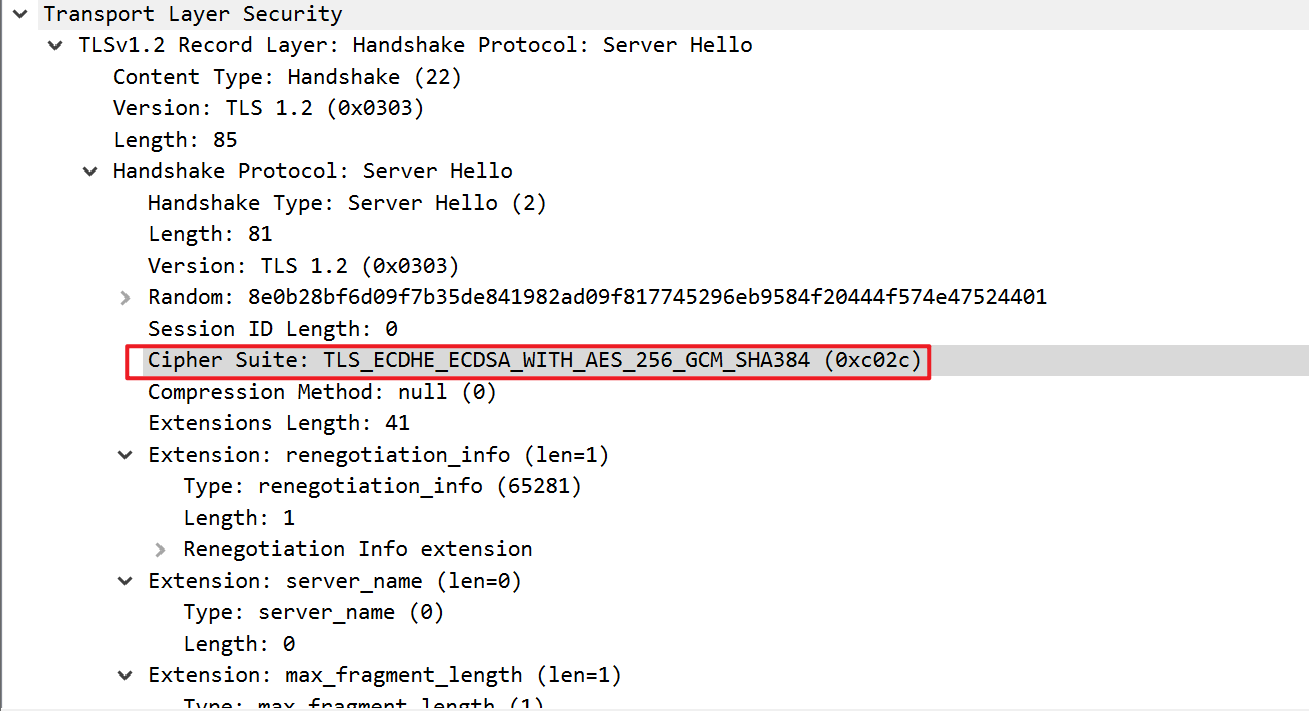 Transport Layer Security
TLSv1.2 Record Layer: Handshake Protocol: Server Hello
Content Type: Handshake (22)
Version: TLS 1.2 (0x0303)
Length: 85
Handshake Protocol: Server Hello
Handshake Type: Server Hello (2)
Length: 81
Version: TLS 1.2 (0x0303)
Random: 8e0b28bf6d09f7b35de841982ad09f817745296eb9584f20444f574e47524401
Session ID Length: 0
Cipher Suite: TLS_ECDHE_ECDSA_WITH_AES_256_GCM_SHA384 (0xc02c)
Compression Method: null (0)
Extensions Length: 41
Extension: renegotiation_info (len=1)
Type: renegotiation_info (65281)
Length: 1
Renegotiation Info extension
Extension: server_name (len=0)
Type: server_name (0)
Length: 0
Extension: max_fragment_length (len=1)
Type: max_fragment_length (1)